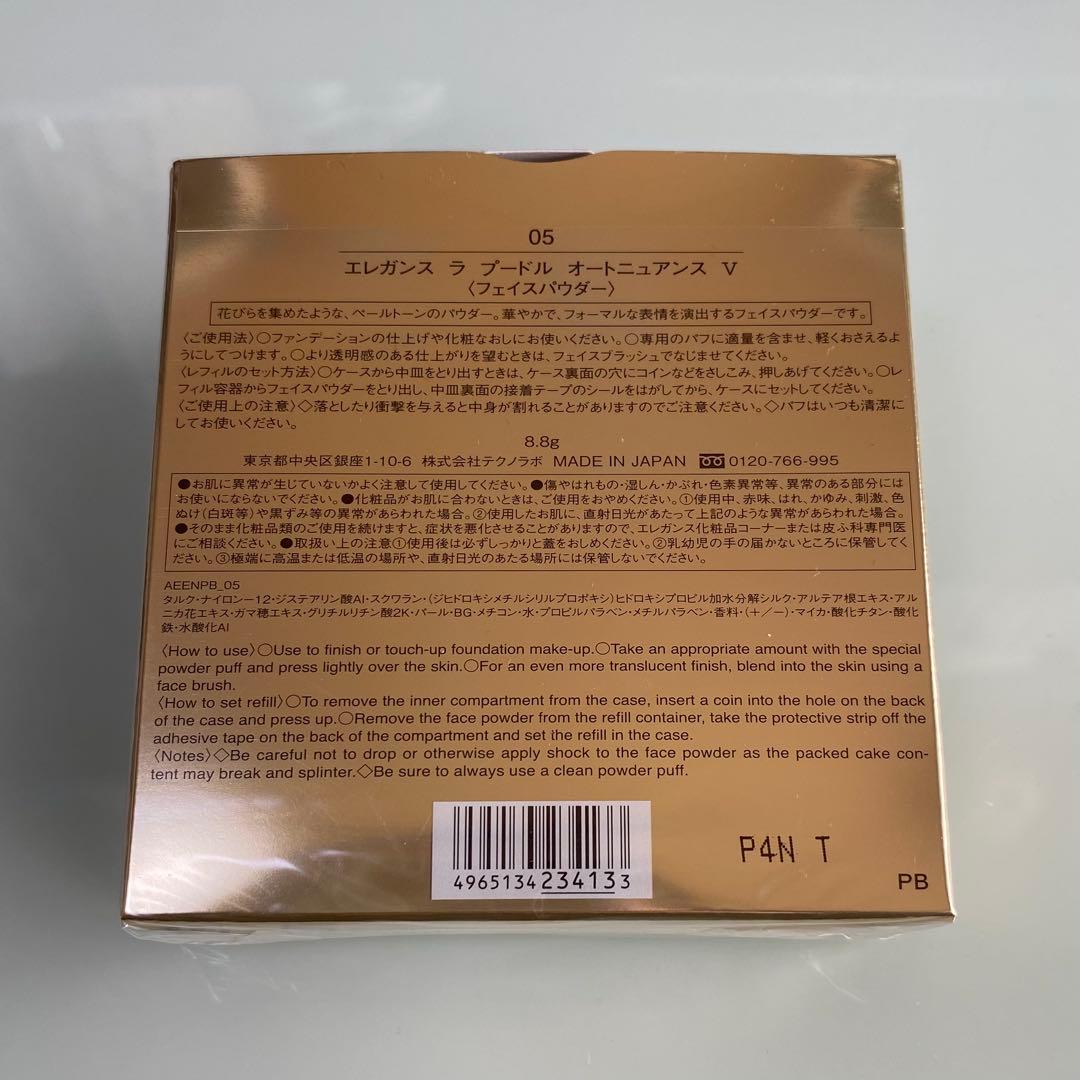 05
エレガンス ラ プードル オートニュアンス Ⅴ
〈フェイスパウダー〉
花びらを集めたような、ペールトーンのパウダー。華やかで、フォーマルな表情を演出するフェイスパウダーです。
〈ご使用法〉○ファンデーションの仕上げや化粧なおしにお使いください。○専用のパフに適量を含ませ、軽くおさえるよ
うにしてつけます。○より透明感のある仕上がりを望むときは、フェイスブラッシュでなじませてください。
〈レフィルのセット方法〉○ケースから中皿をとり出すときは、ケース裏面の穴にコインなどをさしこみ、押しあげてください。○レ
フィル容器からフェイスパウダーをとり出し、中皿裏面の接着テープのシールをはがしてから、ケースにセットしてください。
〈ご使用上の注意〉◇落としたり衝撃を与えると中身が割れることがありますのでご注意ください。◇パフはいつも清潔に
してお使いください。
8.8g
東京都中央区銀座1-10-6 株式会社テクノラボ MADE IN JAPAN 0120-766-995
●お肌に異常が生じていないかよく注意して使用してください。●傷やはれもの・湿しん・かぶれ・色素異常等、異常のある部分には
お使いにならないでください。●化粧品がお肌に合わないときは、ご使用をおやめください。①使用中、赤味、はれ、かゆみ、刺激、色
ぬけ(白斑等)や黒ずみ等の異常があらわれた場合。②使用したお肌に、直射日光があたって上記のような異常があらわれた場合。
●そのまま化粧品類のご使用を続けますと、症状を悪化させることがありますので、エレガンス化粧品コーナーまたは皮ふ科専門医
にご相談ください。●取扱い上の注意①使用後は必ずしっかりと蓋をおしめください。②乳幼児の手の届かないところに保管してく
ださい。③極端に高温または低温の場所や、直射日光のあたる場所には保管しないでください。
AEENPB_05
タルク・ナイロン-12・ジステアリン酸Al・スクワラン・(ジヒドロキシメチルシリルプロポキシ)ヒドロキシプロピル加水分解シルク・アルテア根エキス・アル
ニカ花エキス・ガマ穂エキス・グリチルリチン酸2K・パール・BG・メチコン・水・プロピルパラベン・メチルパラベン・香料・(+/−)・マイカ・酸化チタン・酸化
鉄・水酸化Al
〈How to use〉○Use to finish or touch-up foundation make-up.○Take an appropriate amount with the special
powder puff and press lightly over the skin.○For an even more translucent finish, blend into the skin using a
face brush.
〈How to set refill〉○To remove the inner compartment from the case, insert a coin into the hole on the back
of the case and press up.○Remove the face powder from the refill container, take the protective strip off the
adhesive tape on the back of the compartment and set the refill in the case.
〈Notes〉◇Be careful not to drop or otherwise apply shock to the face powder as the packed cake con-
tent may break and splinter.◇Be sure to always use a clean powder puff.
4965134234133
P4N T
PB